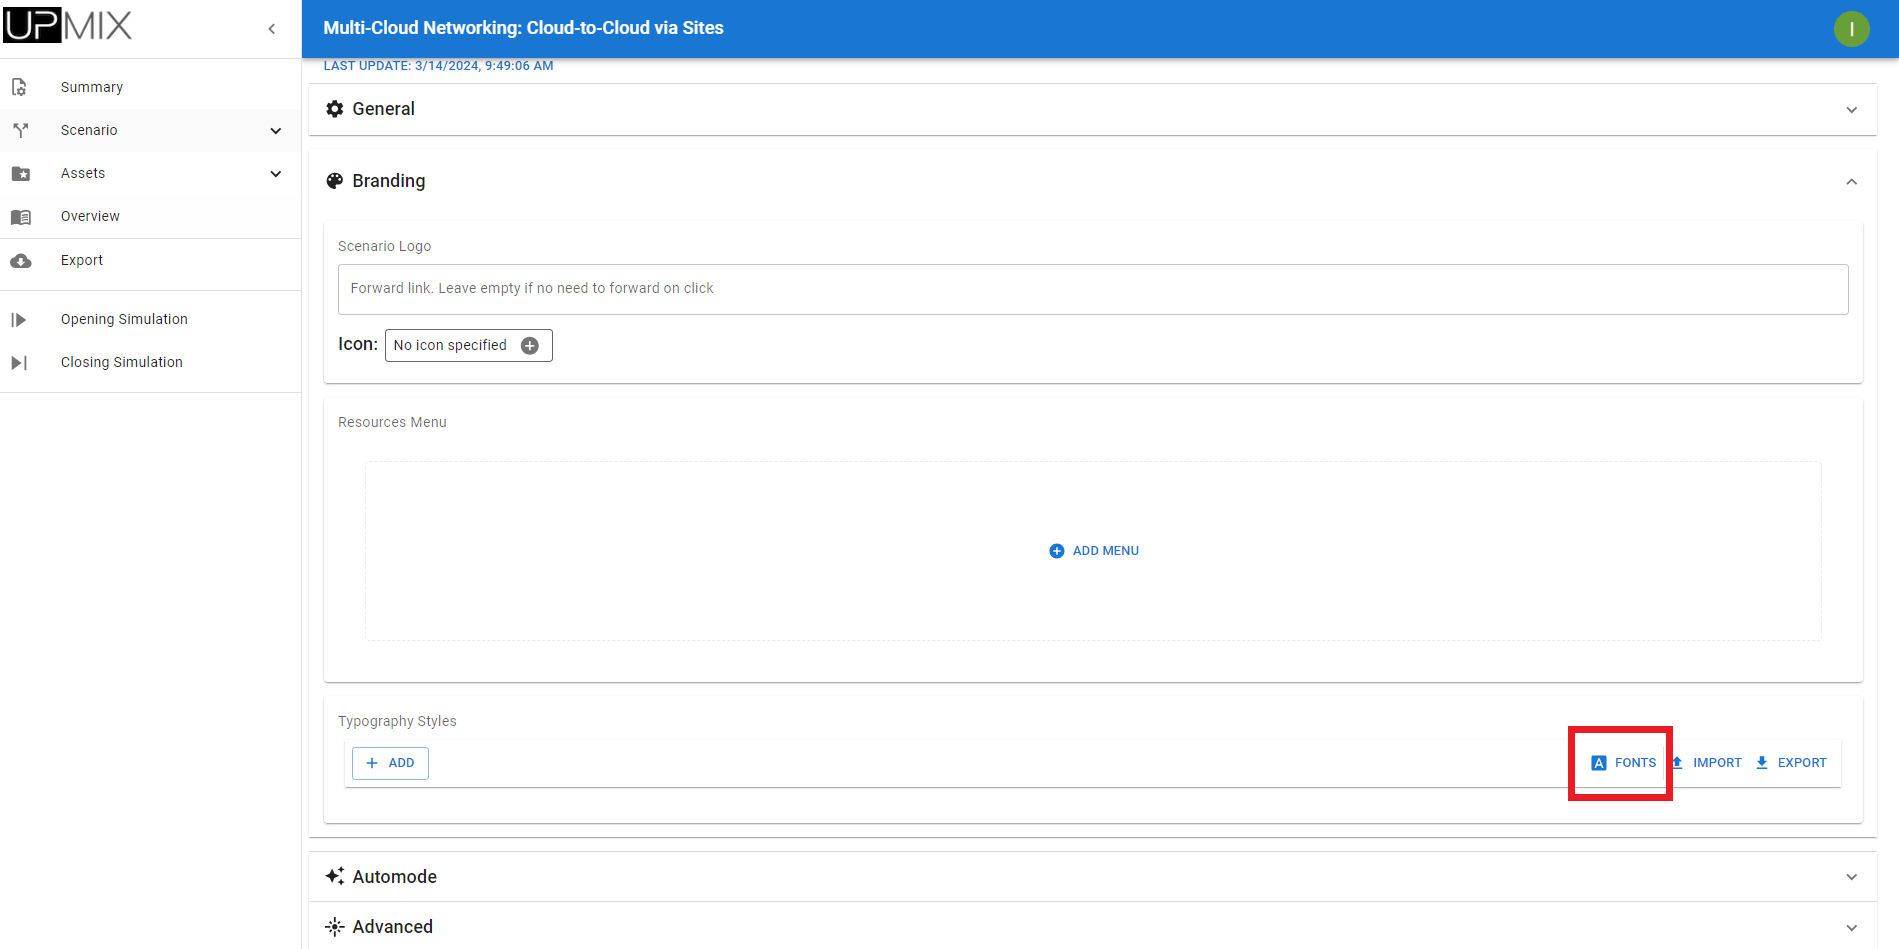 UPMIX
Multi-Cloud Networking: Cloud-to-Cloud via Sites
I
LAST UPDATE: 3/14/2024, 9:49:06 AM
Summary
Scenario
Assets
Overview
Export
Opening Simulation
Closing Simulation
General
Branding
Scenario Logo
Forward link. Leave empty if no need to forward on click
Icon: No icon specified
Resources Menu
ADD MENU
Typography Styles
ADD
A FONTS IMPORT EXPORT
Automode
Advanced